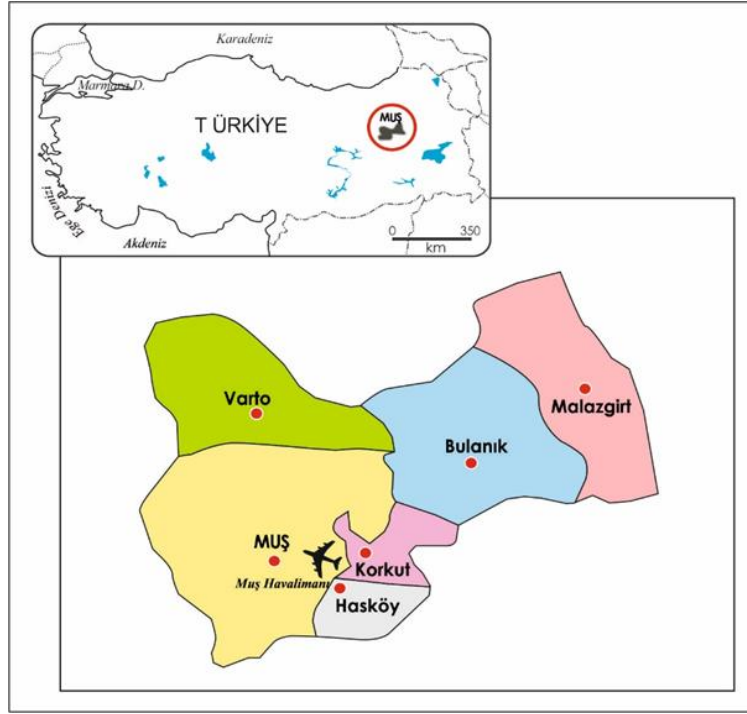 Karadeniz
Marmara D.
TÜRKİYE
MUŞ
Ege Denizi
Akdeniz
0 350
km
Varto
Malazgirt
Bulanık
MUŞ
Korkut
Muş Havalimanı
Hasköy